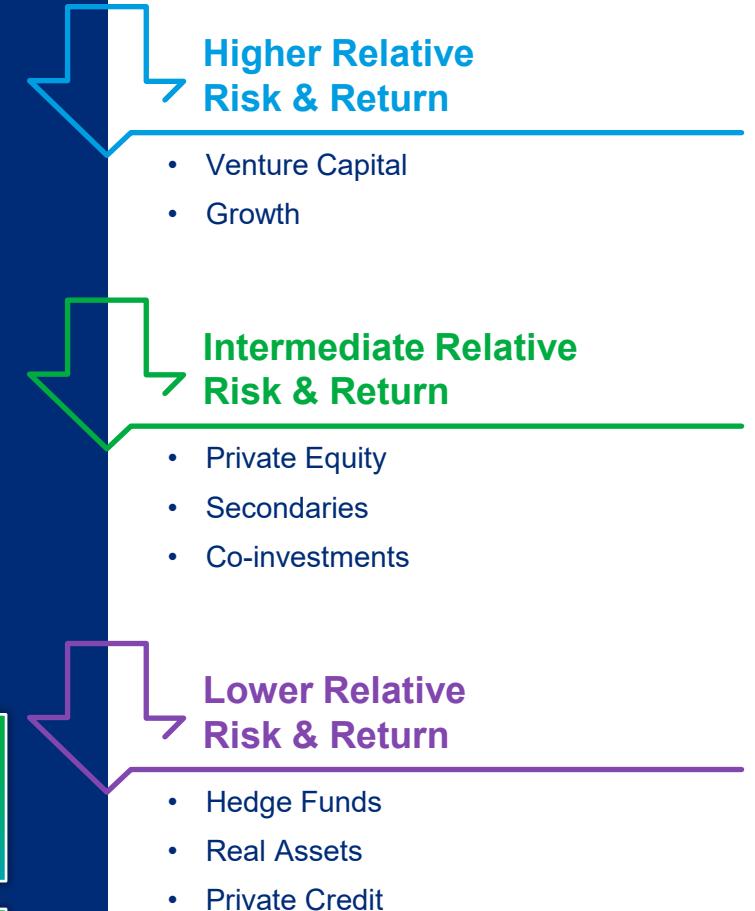 Higher Relative
Risk & Return
• Venture Capital
• Growth
Intermediate Relative
Risk & Return
• Private Equity
• Secondaries
• Co-investments
Lower Relative
Risk & Return
• Hedge Funds
• Real Assets
• Private Credit